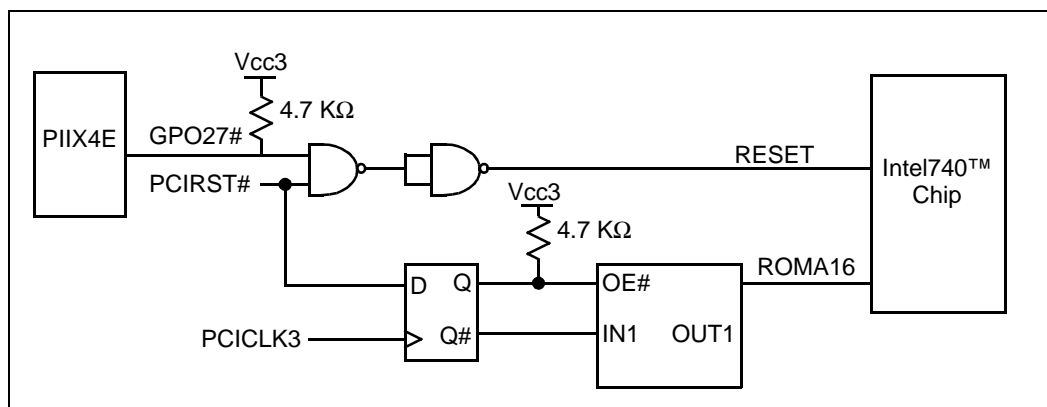 Vcc3
4.7 KΩ
PIIX4E
GPO27#
PCIRST#
RESET
Intel740™
Chip
Vcc3
4.7 KΩ
ROMA16
D
Q
OE#
PCICLK3
Q#
IN1
OUT1